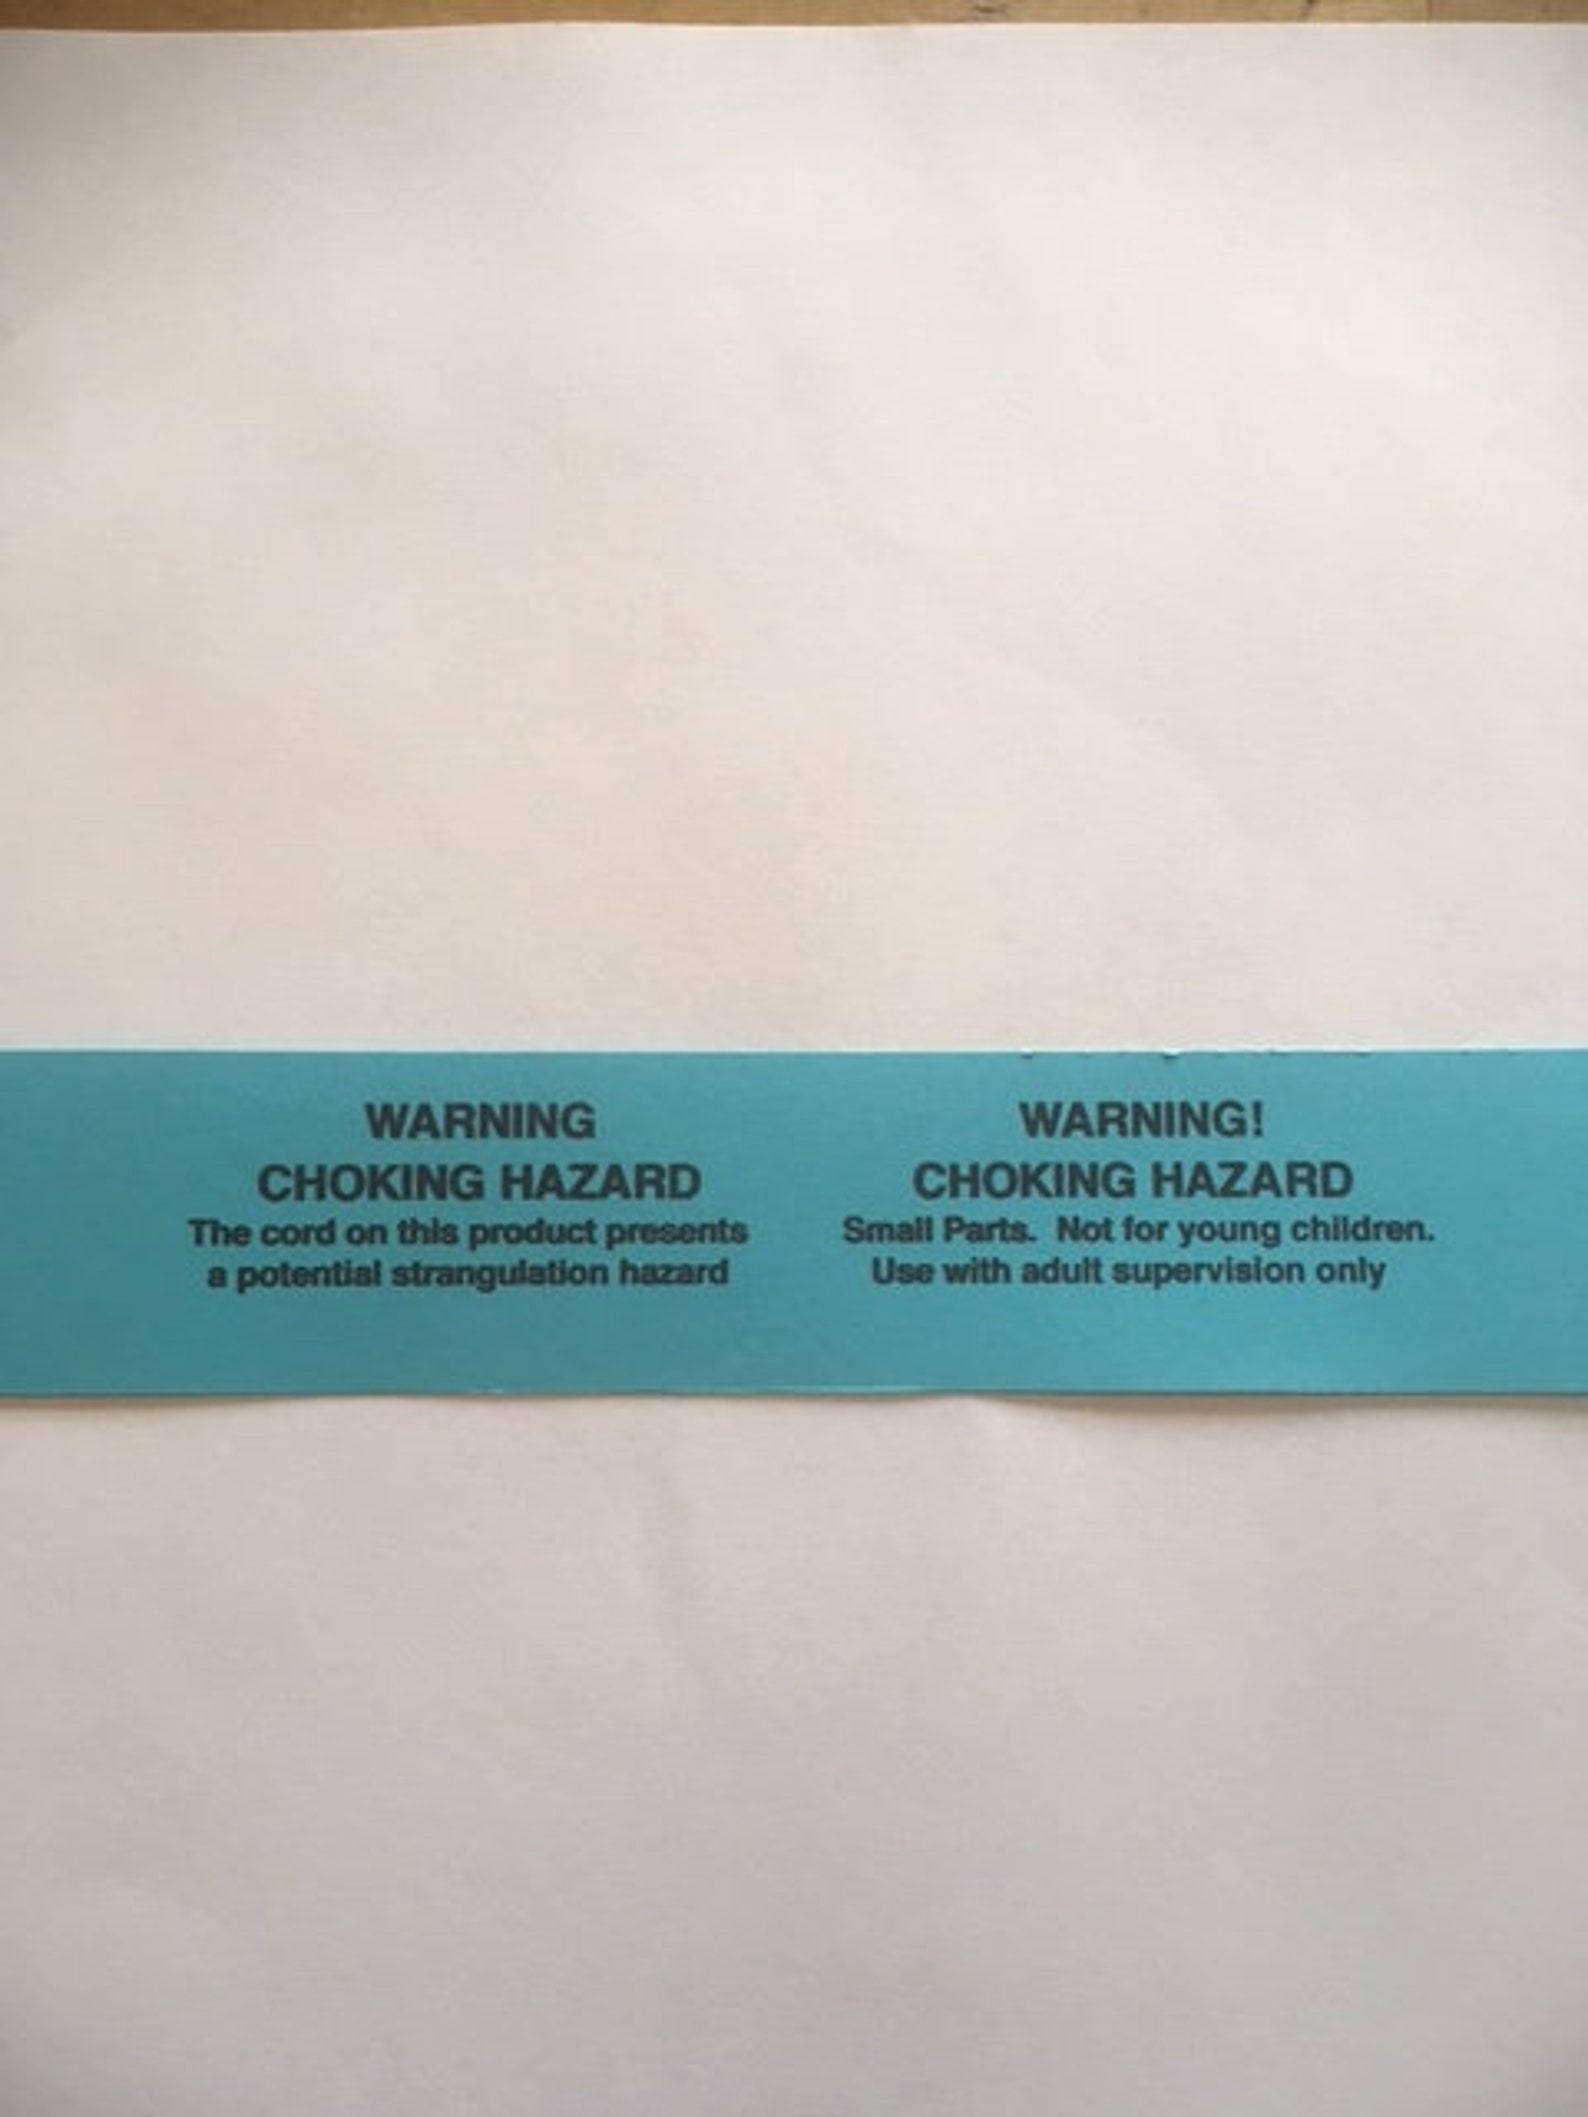 WARNING
CHOKING HAZARD
The cord on this product presents
a potential strangulation hazard
WARNING!
CHOKING HAZARD
Small Parts.  Not for young children.
Use with adult supervision only